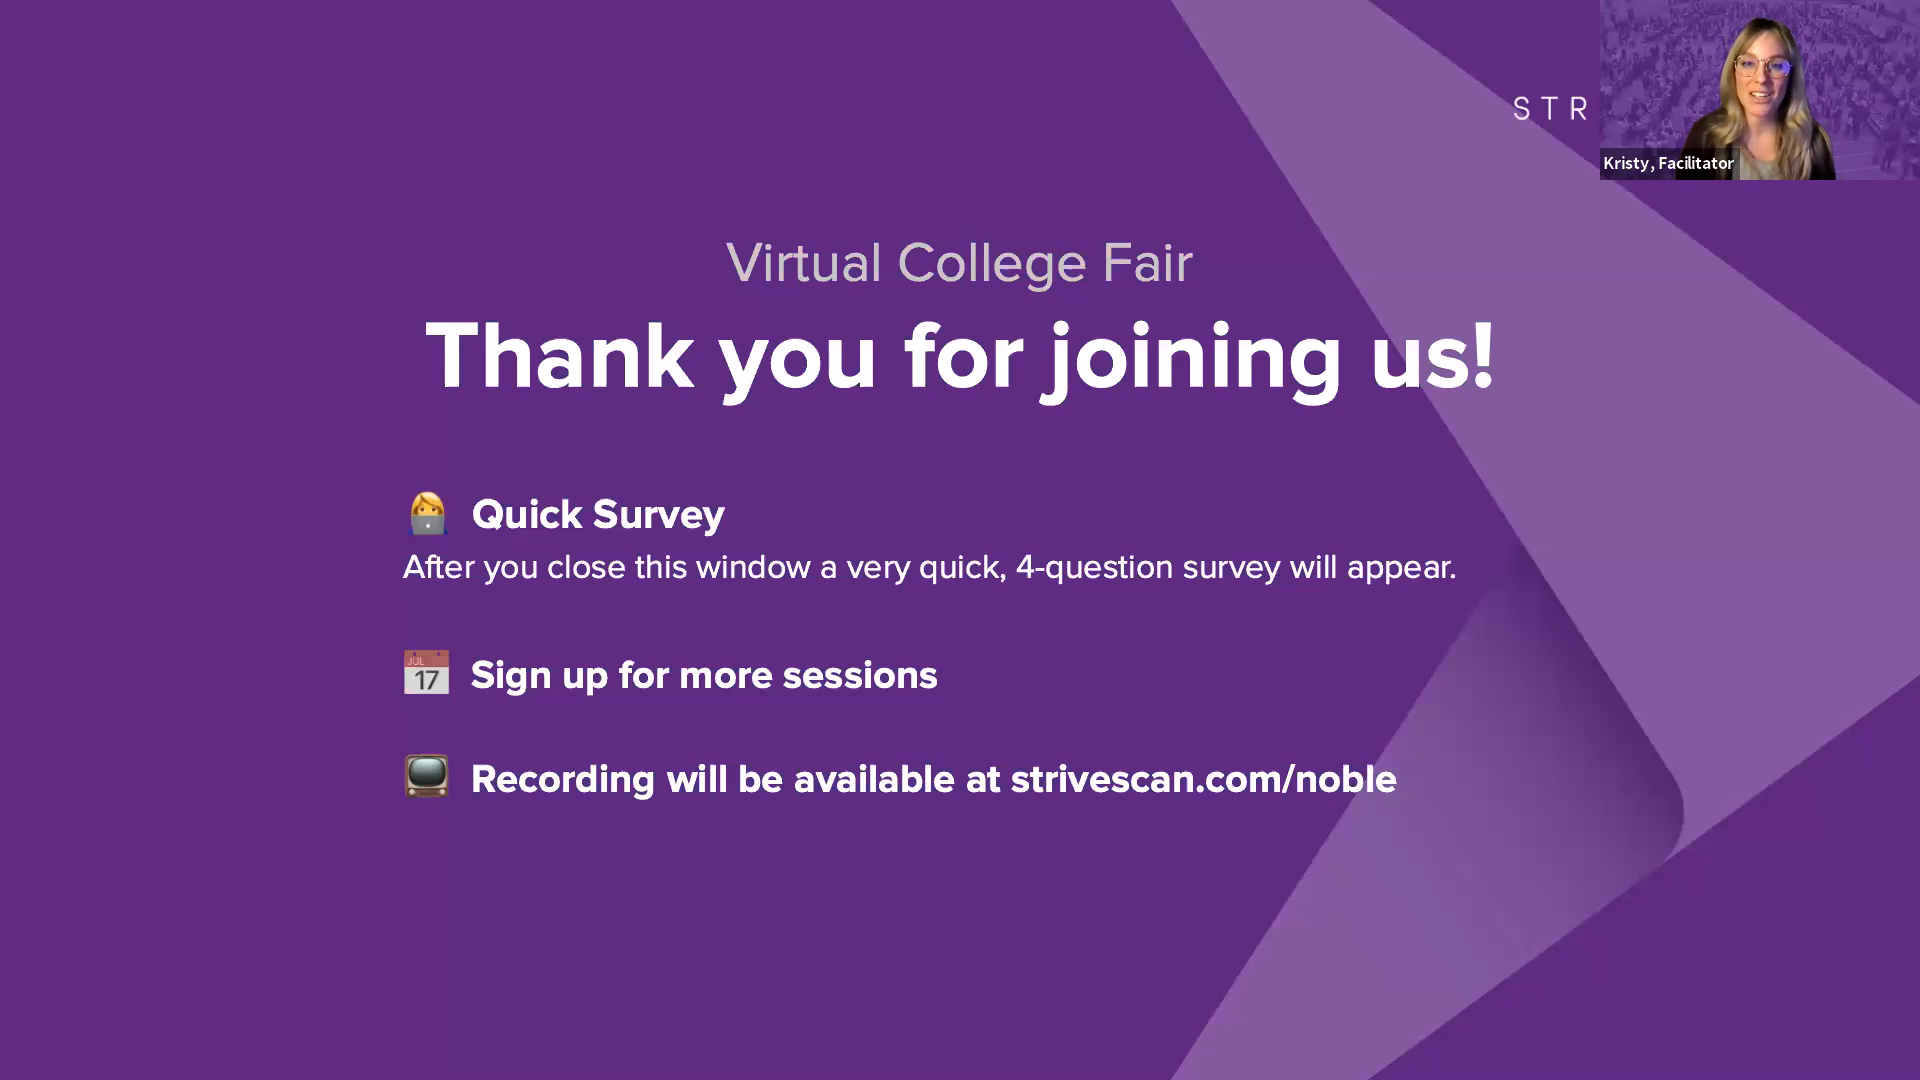 STR
Kristy, Facilitator
Virtual College Fair
Thank you for joining us!
Quick Survey
After you close this window a very quick, 4-question survey will appear.
JUL
17
Sign up for more sessions
Recording will be available at strivescan.com/noble